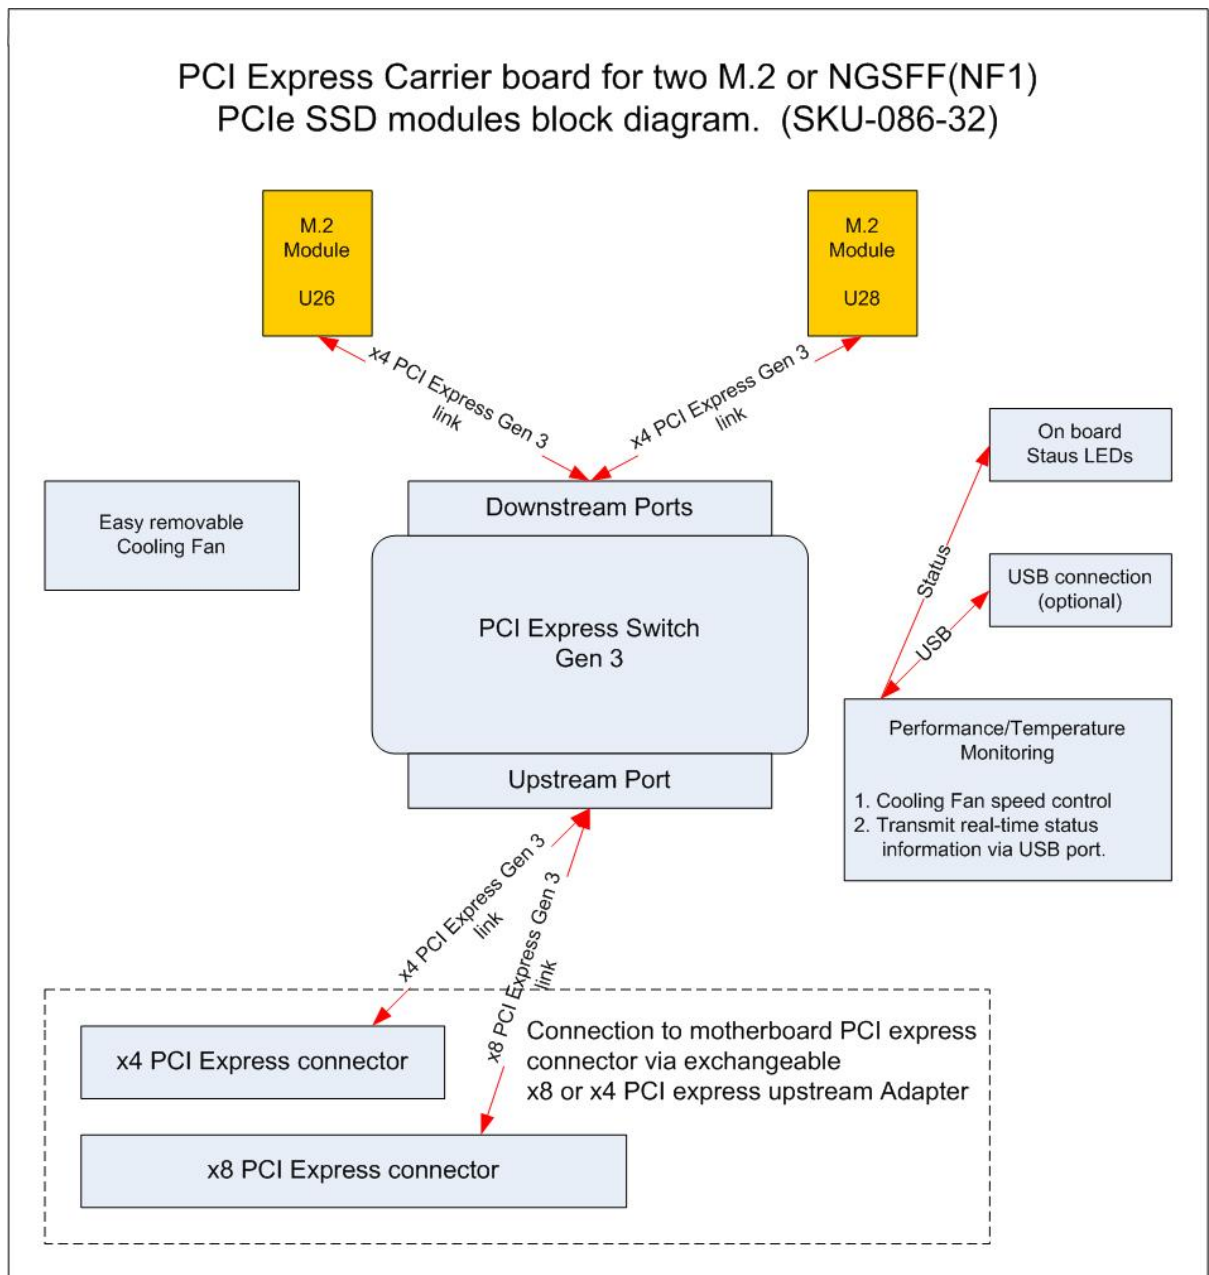 PCI Express Carrier board for two M.2 or NGSFF(NF1)
PCIe SSD modules block diagram.  (SKU-086-32)
M.2
Module
U26
M.2
Module
U28
x4 PCI Express Gen 3
link
x4 PCI Express Gen 3
link
On board
Staus LEDs
Easy removable
Cooling Fan
Downstream Ports
Status
USB connection
(optional)
USB
PCI Express Switch
Gen 3
Performance/Temperature
Monitoring
1. Cooling Fan speed control
2. Transmit real-time status
information via USB port.
Upstream Port
x4 PCI Express Gen 3
link
x8 PCI Express Gen 3
link
x4 PCI Express connector
Connection to motherboard PCI express
connector via exchangeable
x8 or x4 PCI express upstream Adapter
x8 PCI Express connector